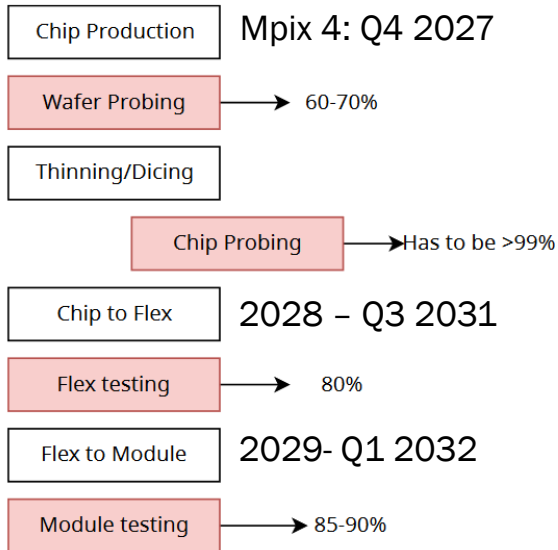 Chip Production
Mpix 4: Q4 2027
Wafer Probing
60-70%
Thinning/Dicing
Chip Probing
Has to be >99%
Chip to Flex
2028 – Q3 2031
Flex testing
80%
Flex to Module
2029- Q1 2032
Module testing
85-90%